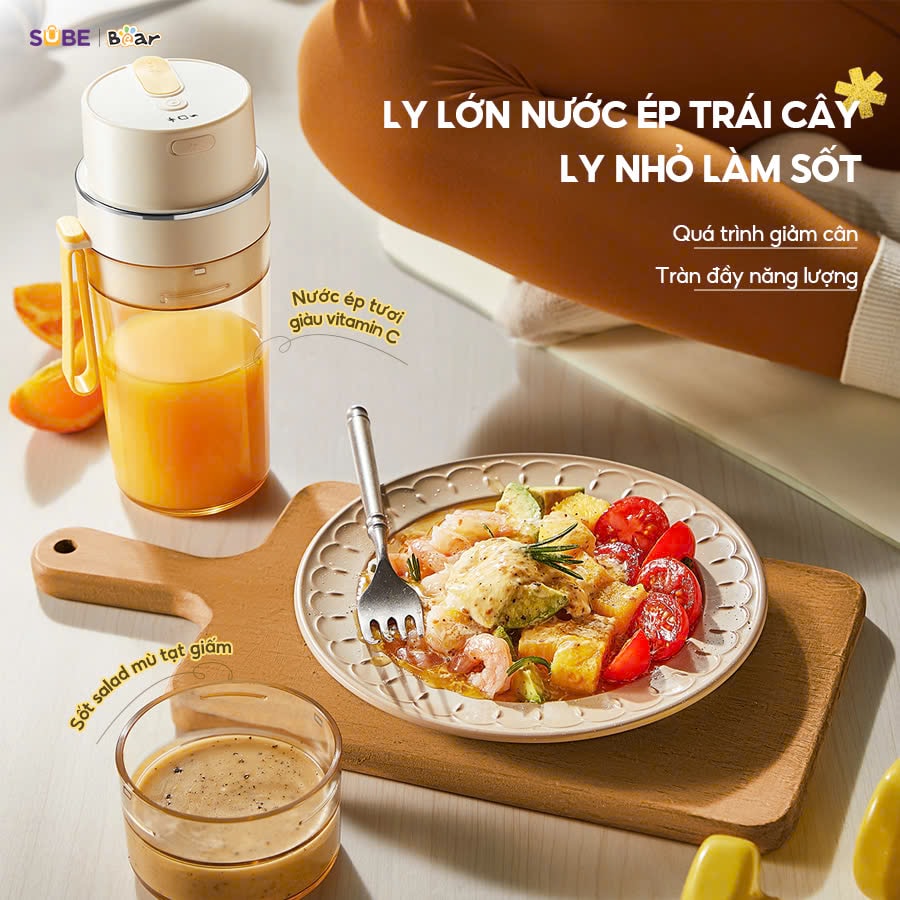 SUBE | Bear
LY LỚN NƯỚC ÉP TRÁI CÂY
LY NHỎ LÀM SỐT
Quá trình giảm cân
Tràn đầy năng lượng
Nước ép tươi
giàu vitamin C
Sốt salad mù tạt giấm